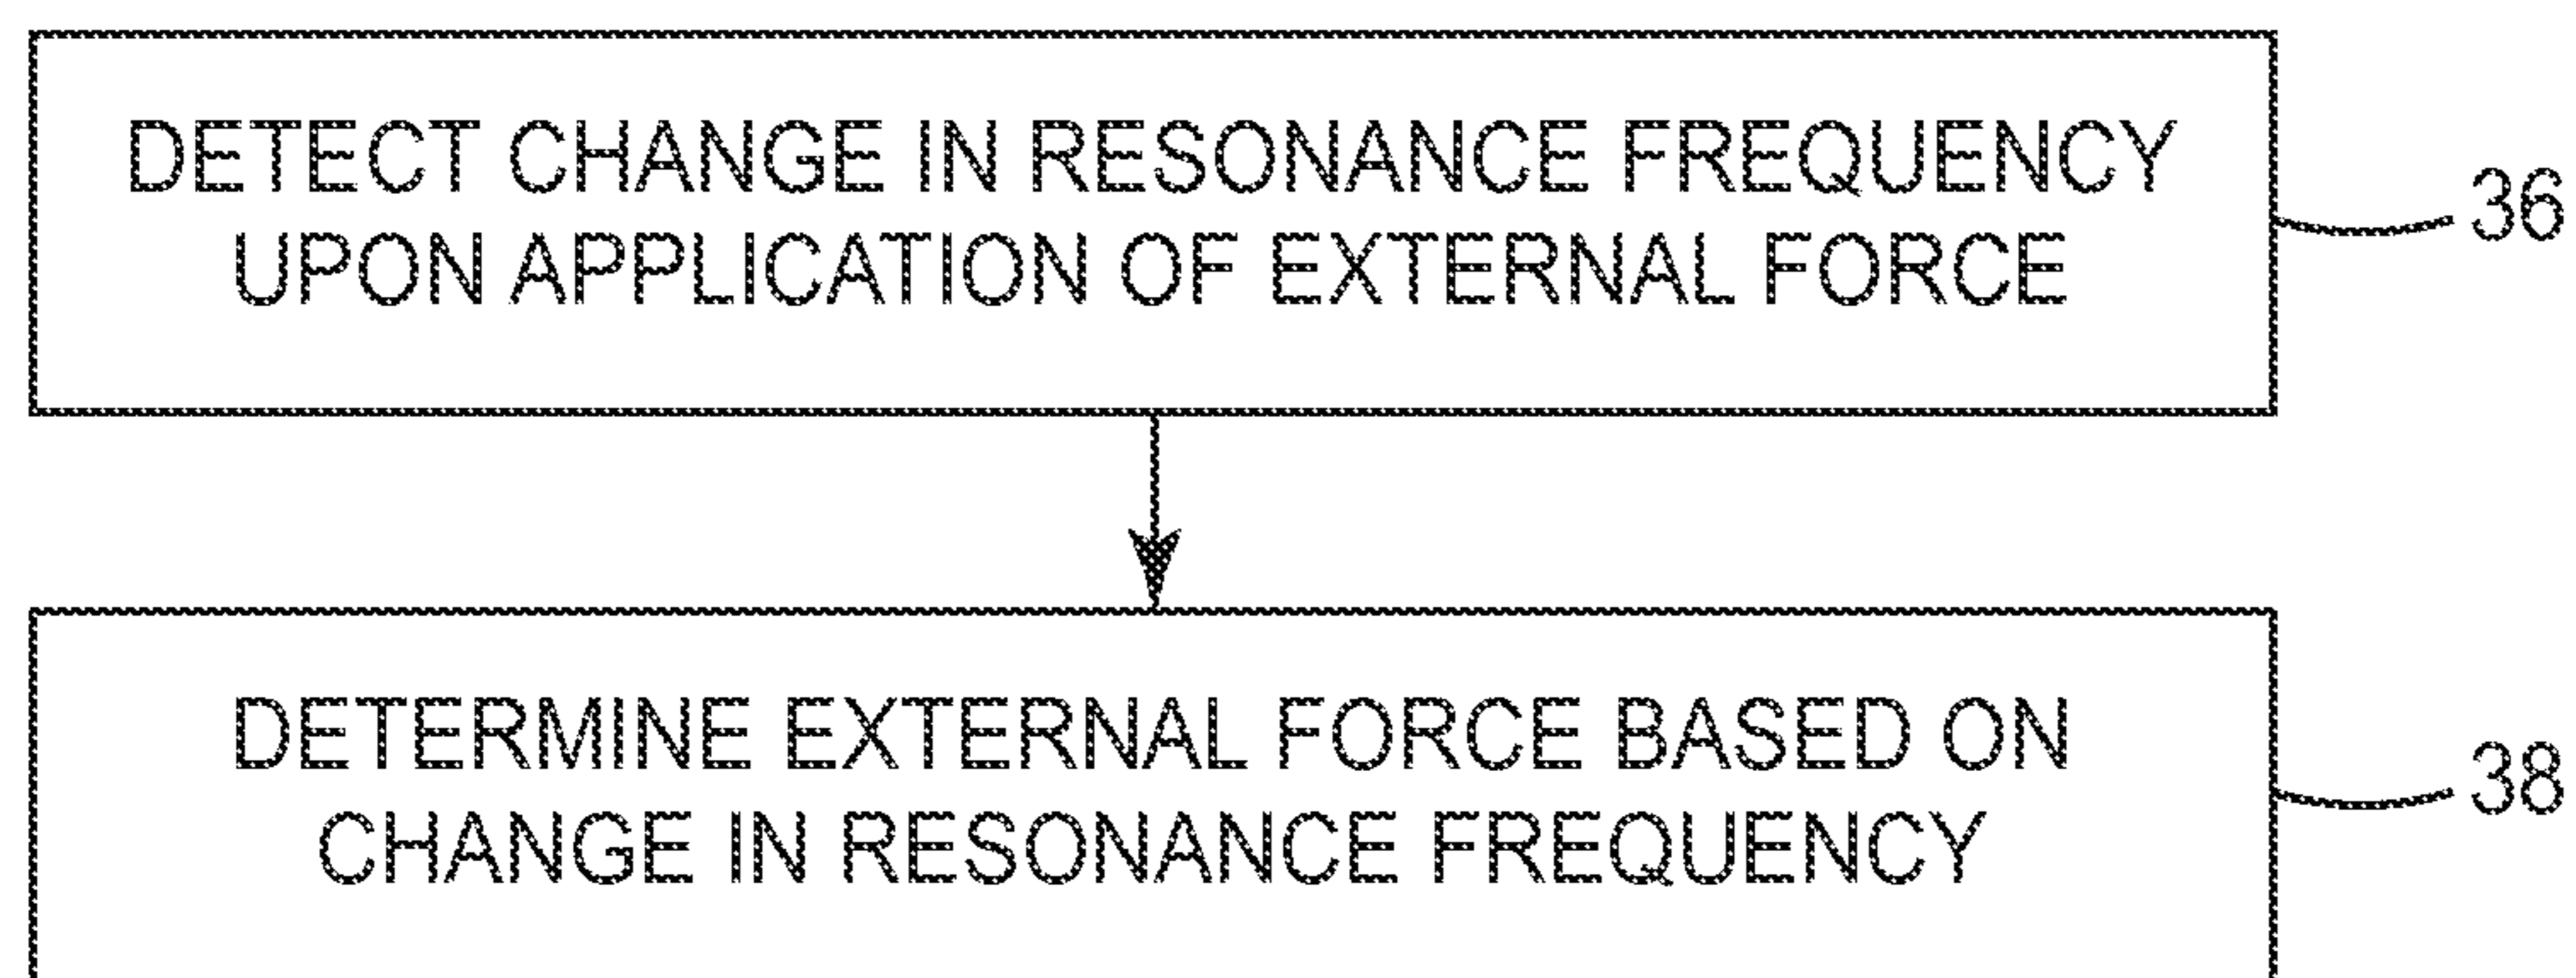 DETECT CHANGE IN RESONANCE FREQUENCY
UPON APPLICATION OF EXTERNAL FORCE
36
DETERMINE EXTERNAL FORCE BASED ON
CHANGE IN RESONANCE FREQUENCY
38